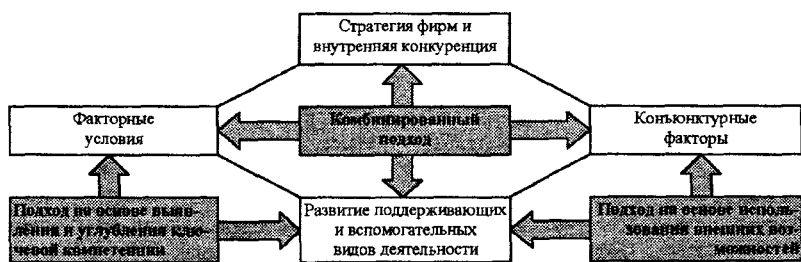 Стратегия фирм и
внутренняя конкуренция
Факторные
условия
Комбинированный
подход
Конъюнктурные
факторы
Подход на основе выяв-
ления и углубления клю-
чевой компетенции
Развитие поддерживающих
и вспомогательных
видов деятельности
Подход на основе исполь-
зования внешних воз-
можностей